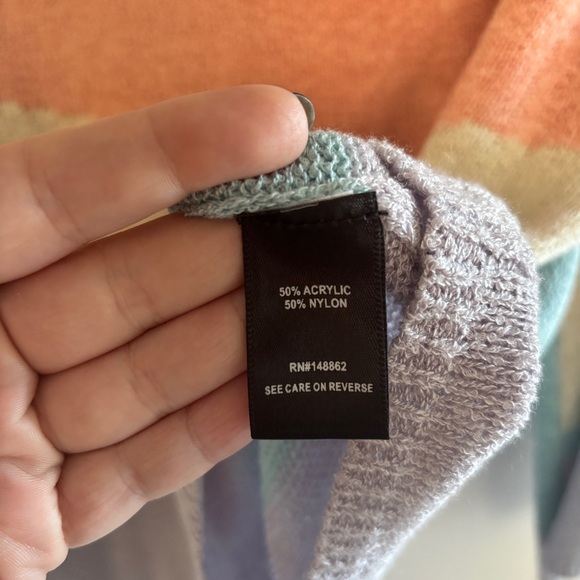 50% ACRYLIC
50% NYLON
RN#148862
SEE CARE ON REVERSE